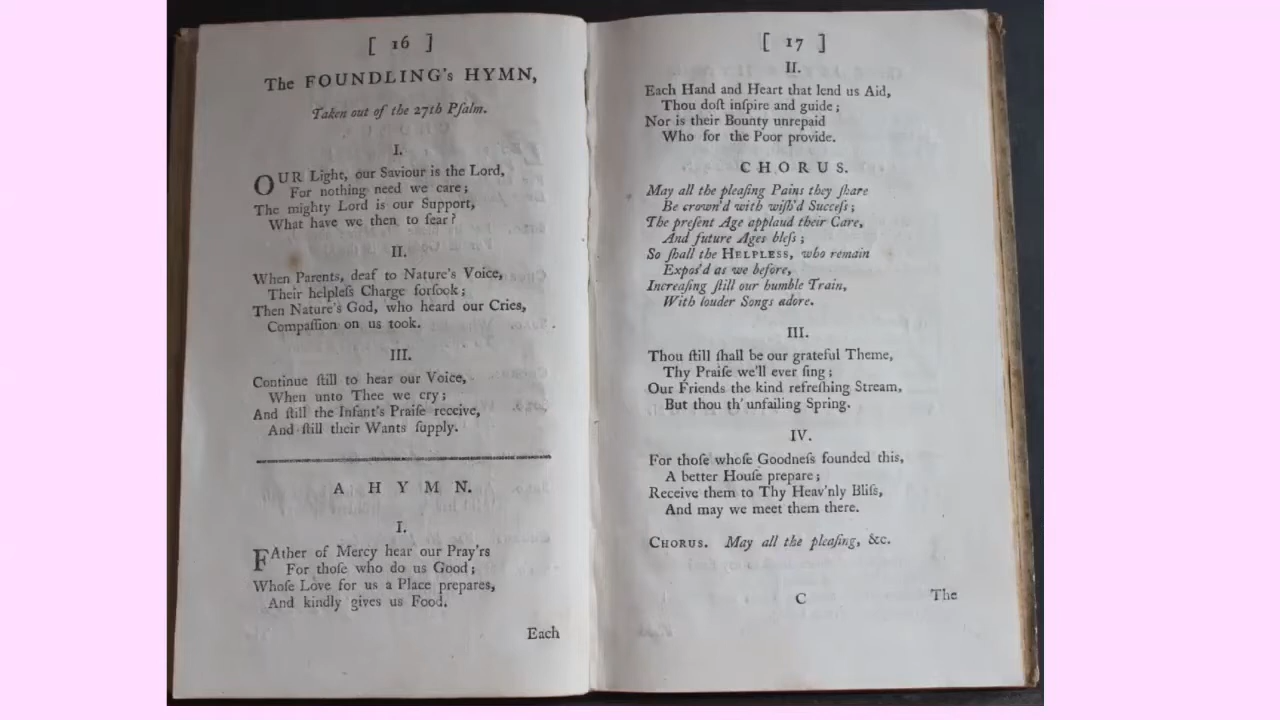 [ 16 ]
The FOUNDLING's HYMN,
Taken out of the 27th Pſalm.
I.
OUR Light, our Saviour is the Lord,
For nothing need we care;
The mighty Lord is our Support,
What have we then to fear?
II.
When Parents, deaf to Nature's Voice,
Their helpleſs Charge forſook;
Then Nature's God, who heard our Cries,
Compaſſion on us took.
III.
Continue ſtill to hear our Voice,
When unto Thee we cry;
And ſtill the Infant's Praiſe receive,
And ſtill their Wants ſupply.
A HYMN.
I.
FAther of Mercy hear our Pray'rs
For thoſe who do us Good;
Whoſe Love for us a Place prepares,
And kindly gives us Food.
Each
[ 17 ]
II.
Each Hand and Heart that lend us Aid,
Thou doſt inſpire and guide;
Nor is their Bounty unrepaid
Who for the Poor provide.
CHORUS.
May all the pleaſing Pains they ſhare
Be crown'd with wiſh'd Succeſs;
The preſent Age applaud their Care,
And future Ages bleſs;
So ſhall the HELPLESS, who remain
Expos'd as we before,
Increaſing ſtill our humble Train,
With louder Songs adore.
III.
Thou ſtill ſhall be our grateful Theme,
Thy Praiſe we'll ever ſing;
Our Friends the kind refreſhing Stream,
But thou th' unfailing Spring.
IV.
For thoſe whoſe Goodneſs founded this,
A better Houſe prepare;
Receive them to Thy Heav'nly Bliſs,
And may we meet them there.
CHORUS. May all the pleaſing, &c.
C The